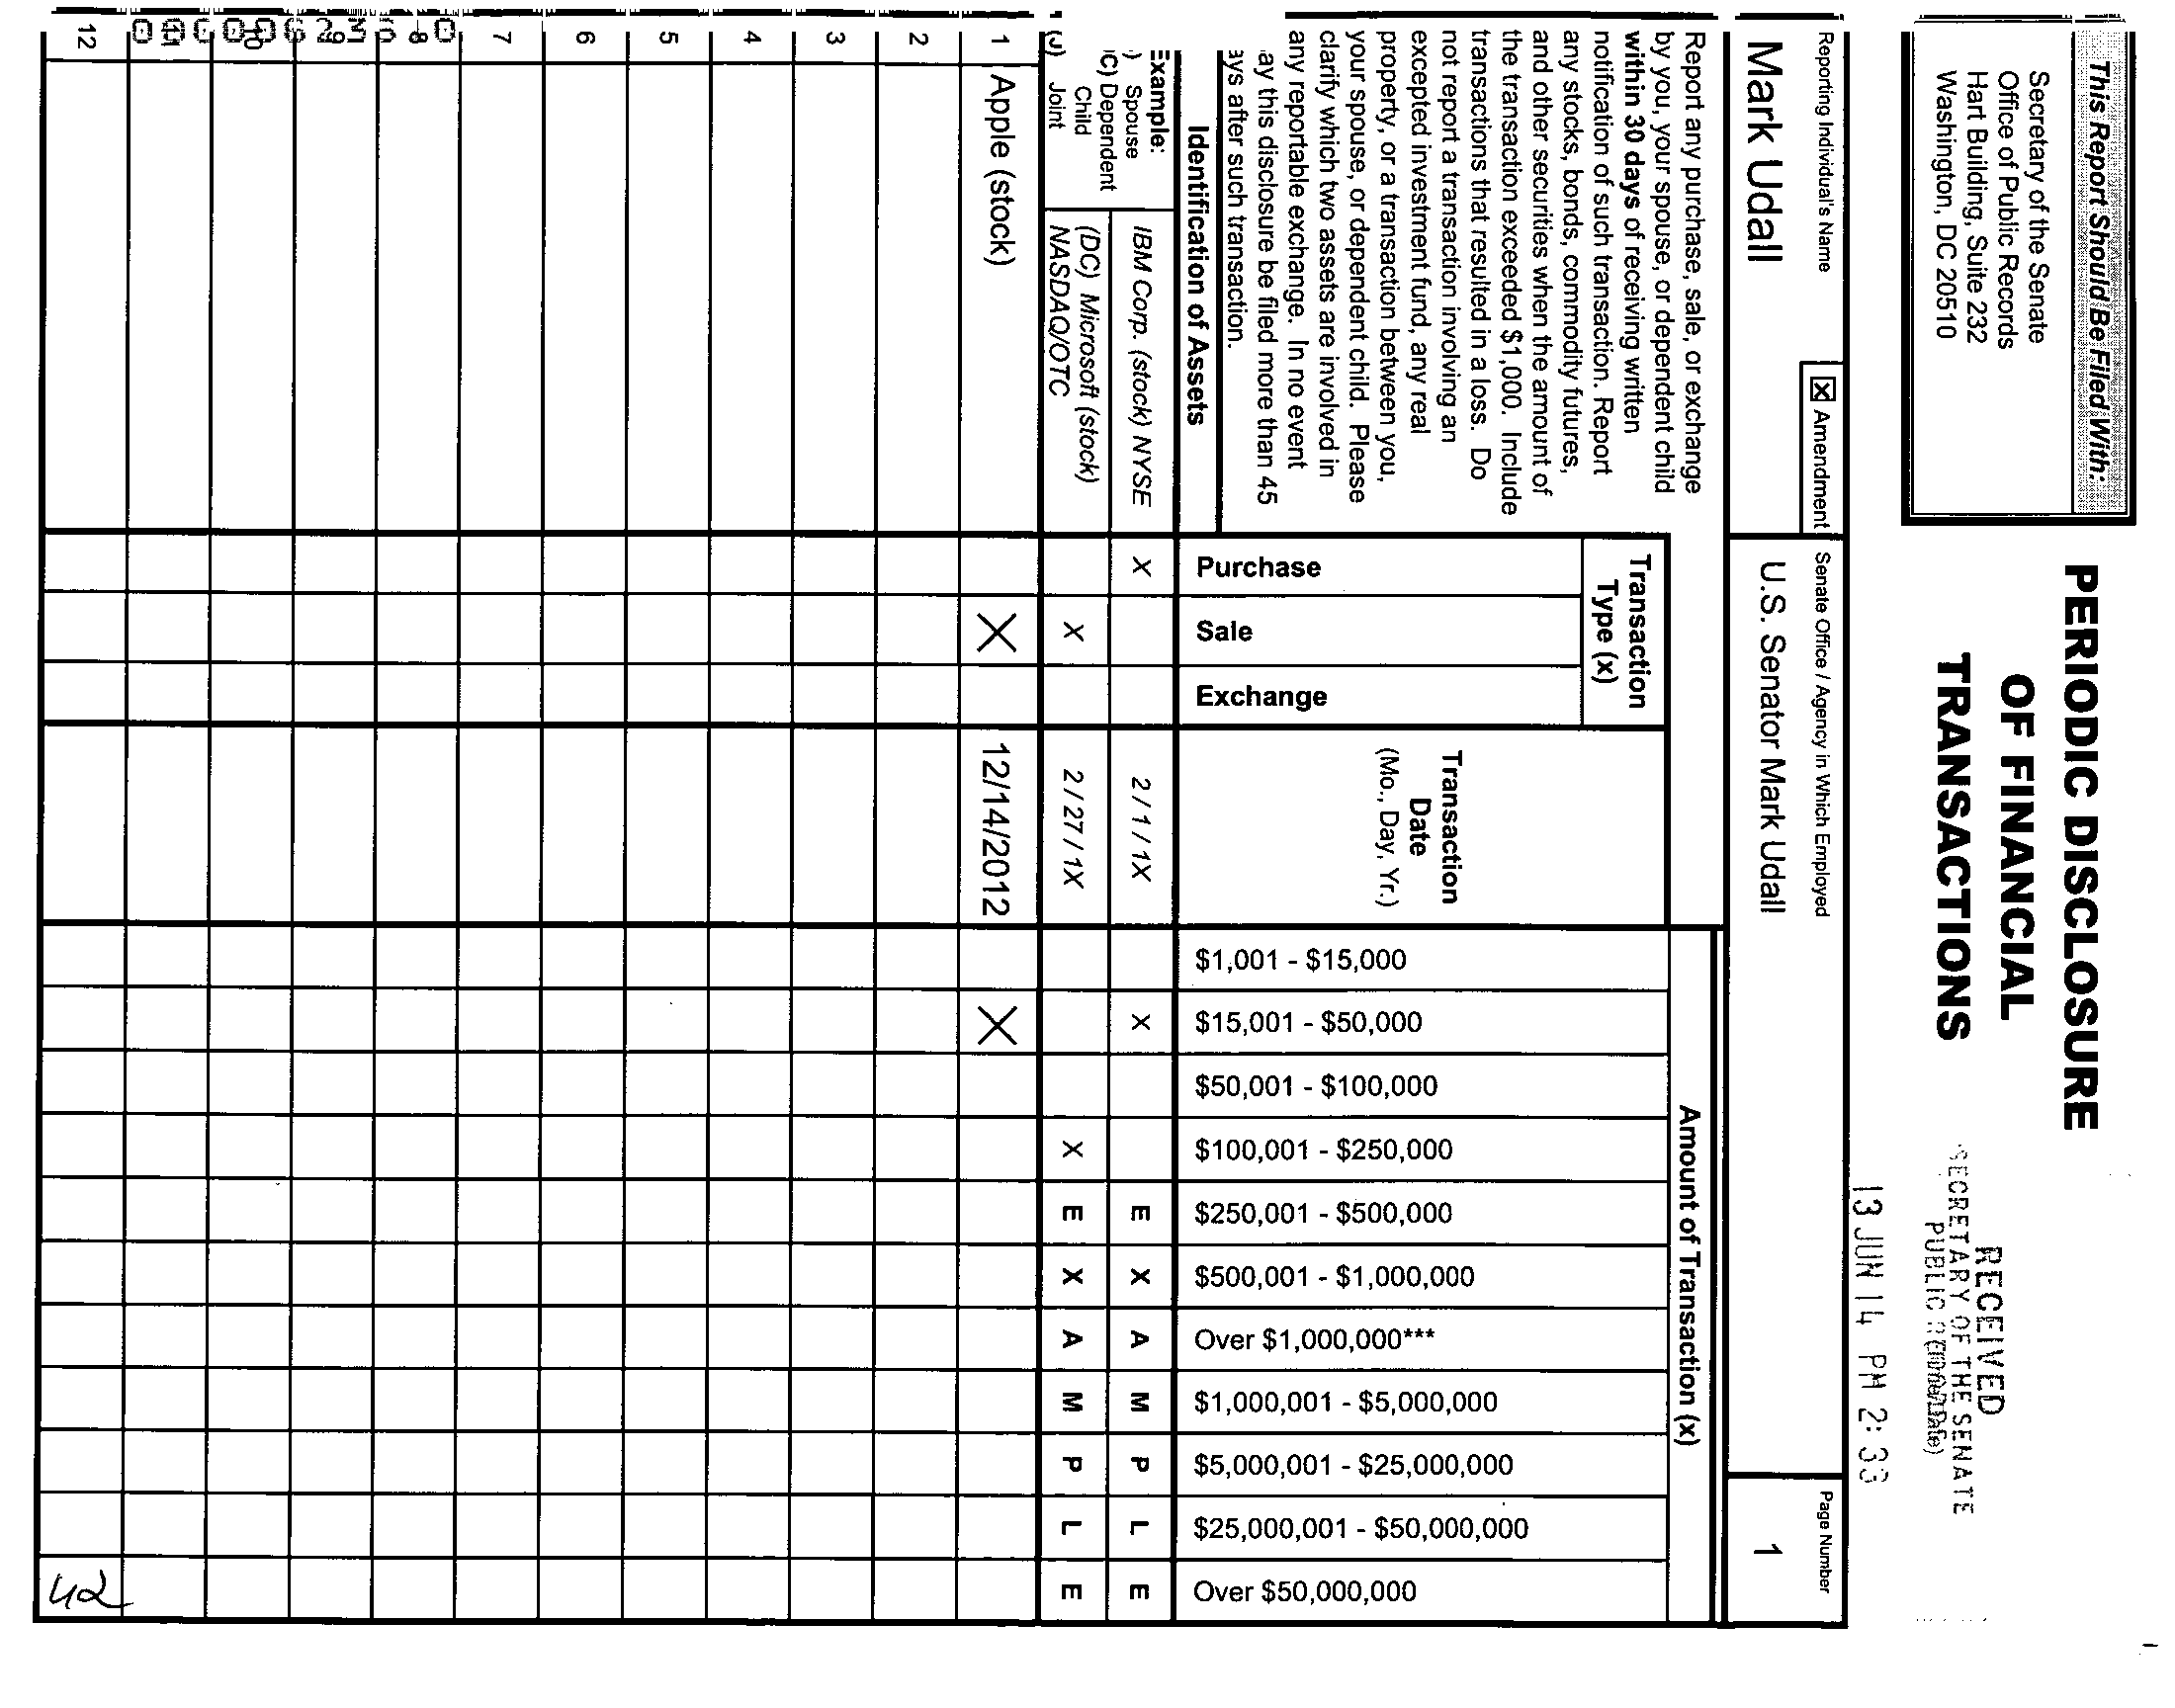 This Report Should Be Filed With:
Secretary of the Senate
Office of Public Records
Hart Building, Suite 232
Washington, DC 20510
PERIODIC DISCLOSURE
OF FINANCIAL
TRANSACTIONS
RECEIVED
SECRETARY OF THE SENATE
PUBLIC
13 JUN 14 PM 2:33
Reporting Individual's Name
Mark Udall
X Amendment
Senate Office / Agency in Which Employed
U.S. Senator Mark Udall
Page Number
1
Report any purchase, sale, or exchange
by you, your spouse, or dependent child
within 30 days of receiving written
notification of such transaction. Report
any stocks, bonds, commodity futures,
and other securities when the amount of
the transaction exceeded $1,000. Include
transactions that resulted in a loss. Do
not report a transaction involving an
excepted investment fund, any real
property, or a transaction between you,
your spouse, or dependent child. Please
clarify which two assets are involved in
any reportable exchange. In no event
ay this disclosure be filed more than 45
ays after such transaction.
Identification of Assets
Transaction
Type (x)
Purchase
Sale
Exchange
Transaction
Date
(Mo., Day, Yr.)
Amount of Transaction (x)
$1,001 - $15,000
$15,001 - $50,000
$50,001 - $100,000
$100,001 - $250,000
$250,001 - $500,000
$500,001 - $1,000,000
Over $1,000,000***
$1,000,001 - $5,000,000
$5,000,001 - $25,000,000
$25,000,001 - $50,000,000
Over $50,000,000
Example:
) Spouse
C) Dependent
Child
(J) Joint
IBM Corp. (stock) NYSE X 2 / 1 / 1X X E X A M P L E
(DC) Microsoft (stock)
NASDAQ/OTC X 2 / 27 / 1X X E X A M P L E
1 Apple (stock) X 12/14/2012 X
2
3
4
5
6
7
8
9
10
11
12
42